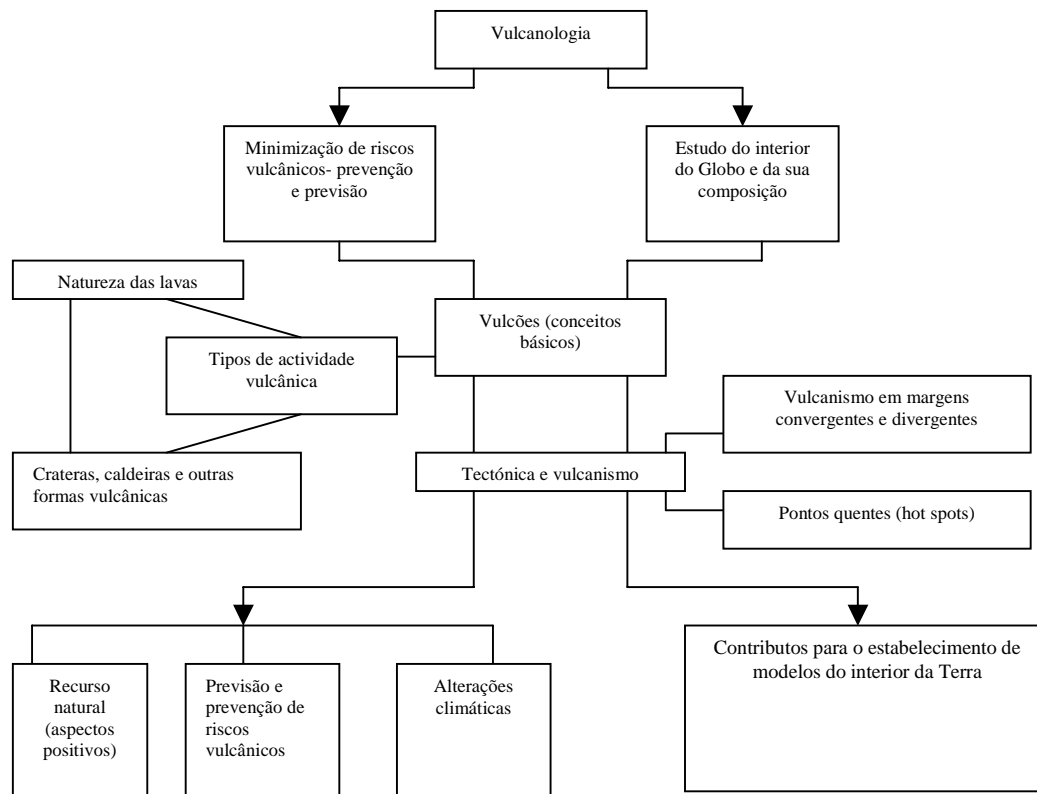 Vulcanologia
Minimização de riscos
vulcânicos- prevenção
e previsão
Estudo do interior
do Globo e da sua
composição
Natureza das lavas
Vulcões (conceitos
básicos)
Tipos de actividade
vulcânica
Vulcanismo em margens
convergentes e divergentes
Crateras, caldeiras e outras
formas vulcânicas
Tectónica e vulcanismo
Pontos quentes (hot spots)
Recurso
natural
(aspectos
positivos)
Previsão e
prevenção de
riscos
vulcânicos
Alterações
climáticas
Contributos para o estabelecimento de
modelos do interior da Terra